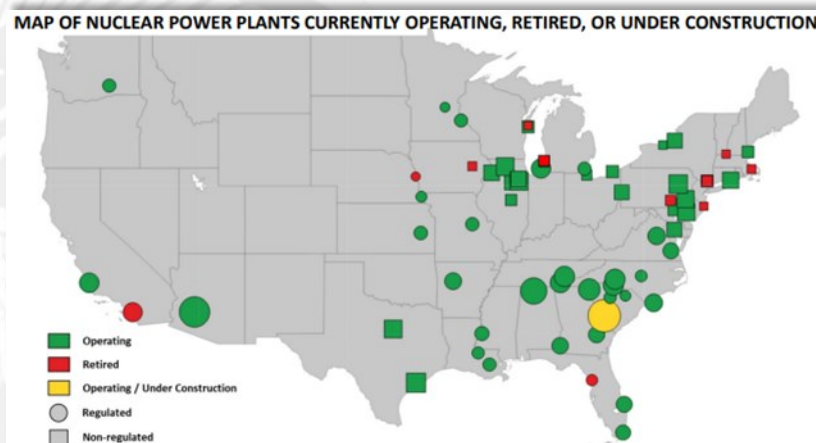 MAP OF NUCLEAR POWER PLANTS CURRENTLY OPERATING, RETIRED, OR UNDER CONSTRUCTION
Operating
Retired
Operating / Under Construction
Regulated
Non-regulated